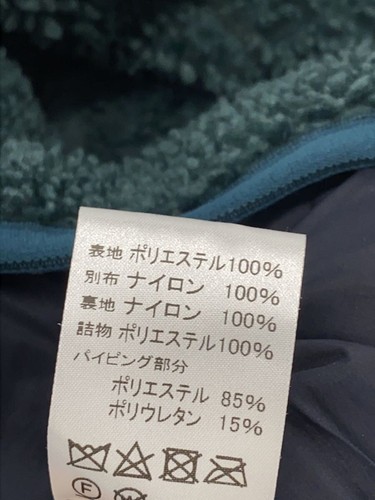 表地 ポリエステル100%
別布 ナイロン 100%
裏地 ナイロン 100%
詰物 ポリエステル100%
パイピング部分
ポリエステル 85%
ポリウレタン 15%
F